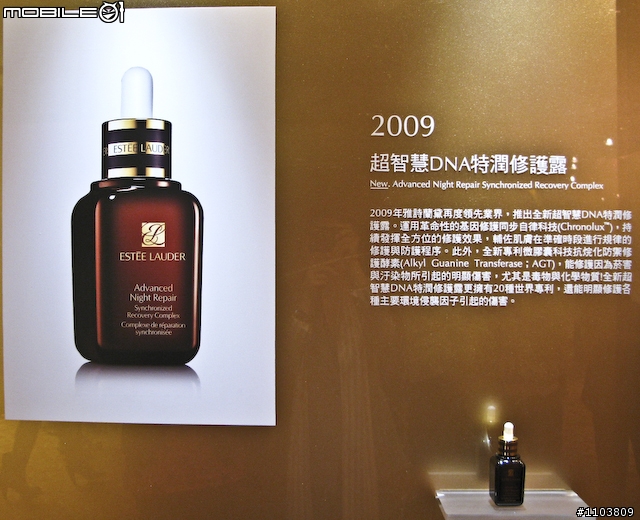 MOBILE01
ESTĒE LAUDER
ESTĒE LAUDER
Advanced
Night Repair
Synchronized
Recovery Complex
Complexe de réparation
synchronisée
2009
超智慧DNA特潤修護露
New. Advanced Night Repair Synchronized Recovery Complex
2009年雅詩蘭黛再度領先業界，推出全新超智慧DNA特潤修
護露。運用革命性的基因修護同步自律科技(Chronolux™)，持
續發揮全方位的修護效果，輔佐肌膚在準確時段進行規律的
修護與防護程序。此外，全新專利微膠囊科技抗烷化防禦修
護酵素(Alkyl Guanine Transferase；AGT)，能修護因為菸害
與汙染物所引起的明顯傷害，尤其是毒物與化學物質!全新超
智慧DNA特潤修護露更擁有20種世界專利，還能明顯修護各
種主要環境侵襲因子引起的傷害。
#1103809